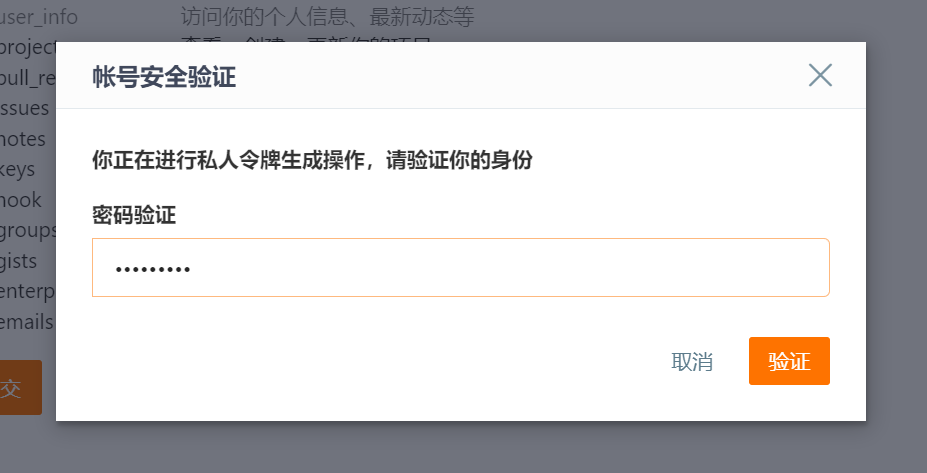 user_info 访问你的个人信息、最新动态等
project
帐号安全验证
pull_re
issues
notes
你正在进行私人令牌生成操作，请验证你的身份
keys
hook
密码验证
groups
gists
•••••••••
enterp
emails
取消 验证
交